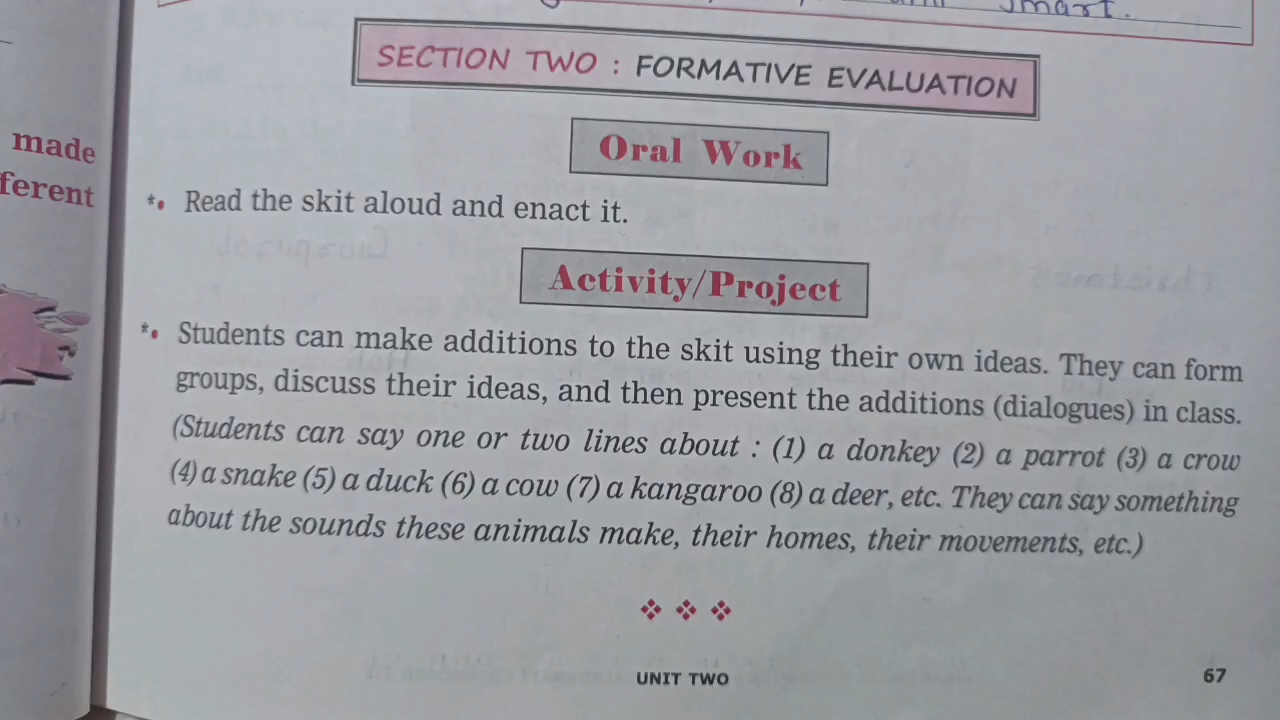 smart.
SECTION TWO : FORMATIVE EVALUATION
Oral Work
made
ferent
*• Read the skit aloud and enact it.
Activity/Project
*• Students can make additions to the skit using their own ideas. They can form
groups, discuss their ideas, and then present the additions (dialogues) in class.
(Students can say one or two lines about : (1) a donkey (2) a parrot (3) a crow
(4) a snake (5) a duck (6) a cow (7) a kangaroo (8) a deer, etc. They can say something
about the sounds these animals make, their homes, their movements, etc.)
UNIT TWO
67